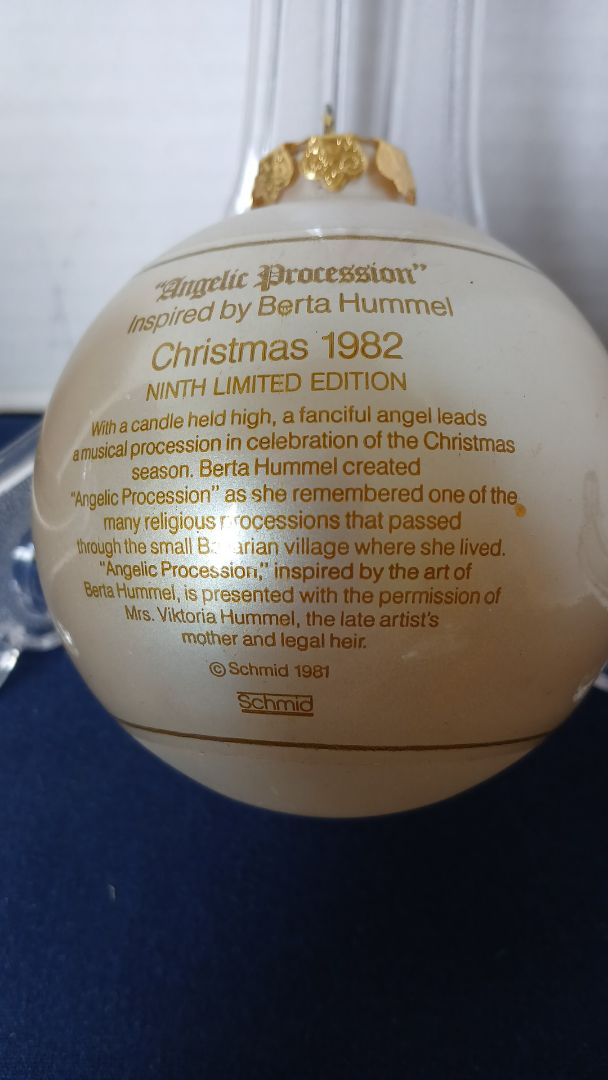 "Angelic Procession"
Inspired by Berta Hummel
Christmas 1982
NINTH LIMITED EDITION
With a candle held high, a fanciful angel leads
a musical procession in celebration of the Christmas
season. Berta Hummel created
"Angelic Procession" as she remembered one of the
many religious processions that passed
through the small Bavarian village where she lived.
"Angelic Procession," inspired by the art of
Berta Hummel, is presented with the permission of
Mrs. Viktoria Hummel, the late artist's
mother and legal heir.
© Schmid 1981
Schmid